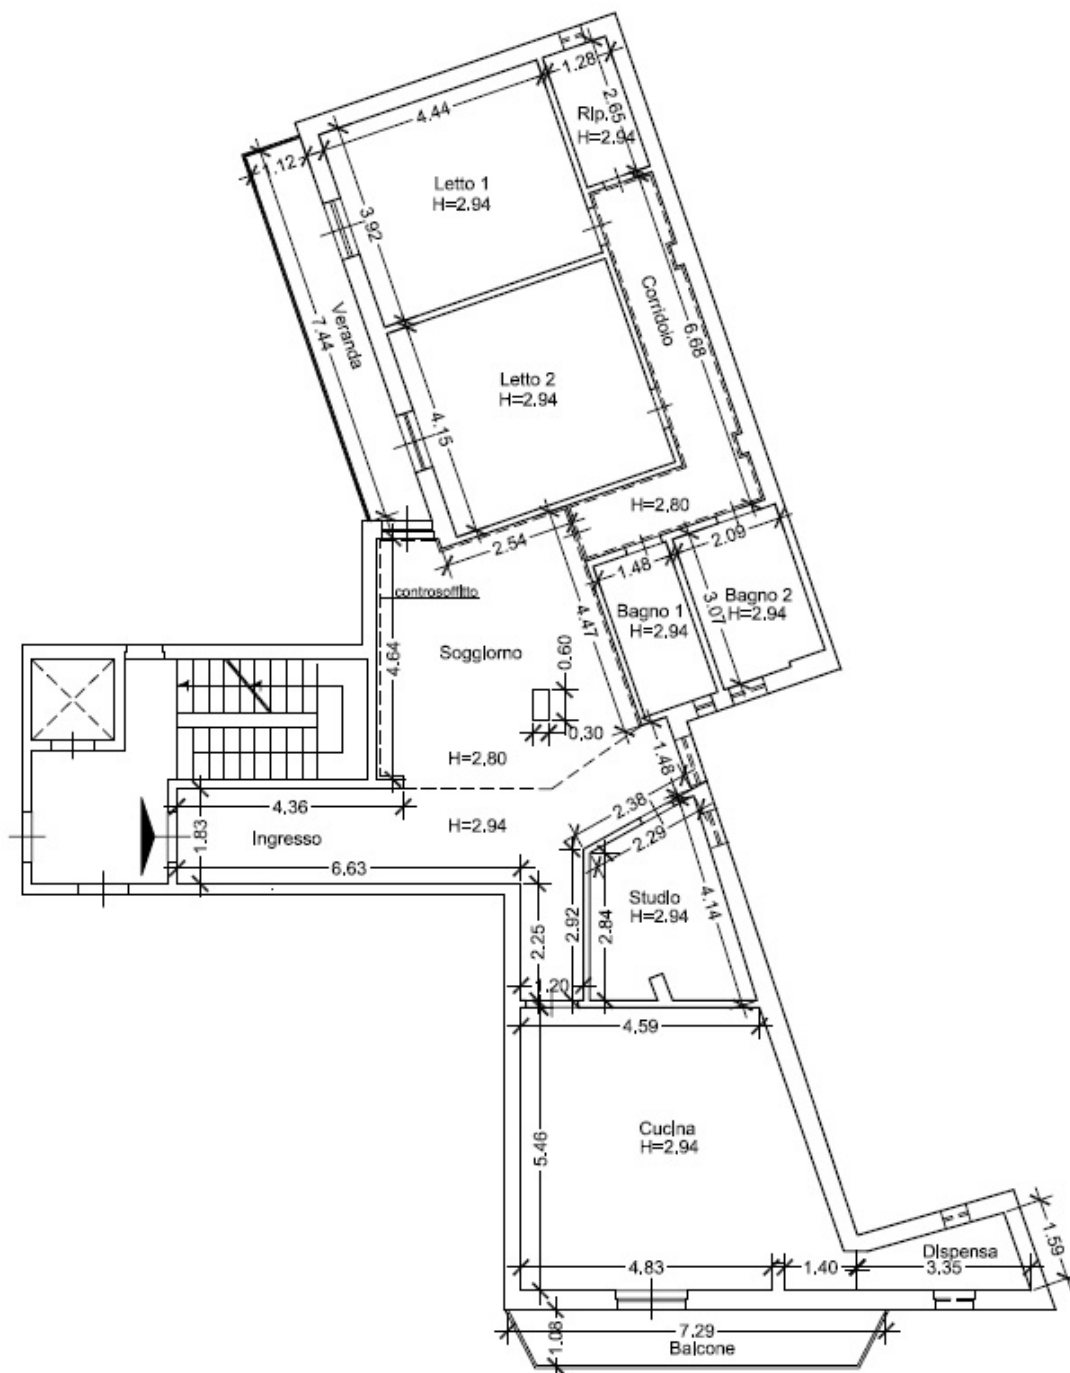 1.28
4.44
2.65
Rip.
H=2.94
1.12
Letto 1
H=2.94
3.92
Veranda
7.44
Corridoio
6.68
Letto 2
H=2.94
4.15
H=2.80
2.54
2.09
1.48
controsoffitto
Bagno 2
H=2.94
3.07
Bagno 1
H=2.94
4.47
4.64
Soggiorno
0.60
0.30
H=2.80
1.48
4.36
2.38
2.29
1.83
Ingresso
H=2.94
6.63
Studio
H=2.94
4.14
2.92
2.84
2.25
1.20
4.59
Cucina
H=2.94
5.46
Dispensa
1.59
4.83
1.40
3.35
1.08
7.29
Balcone